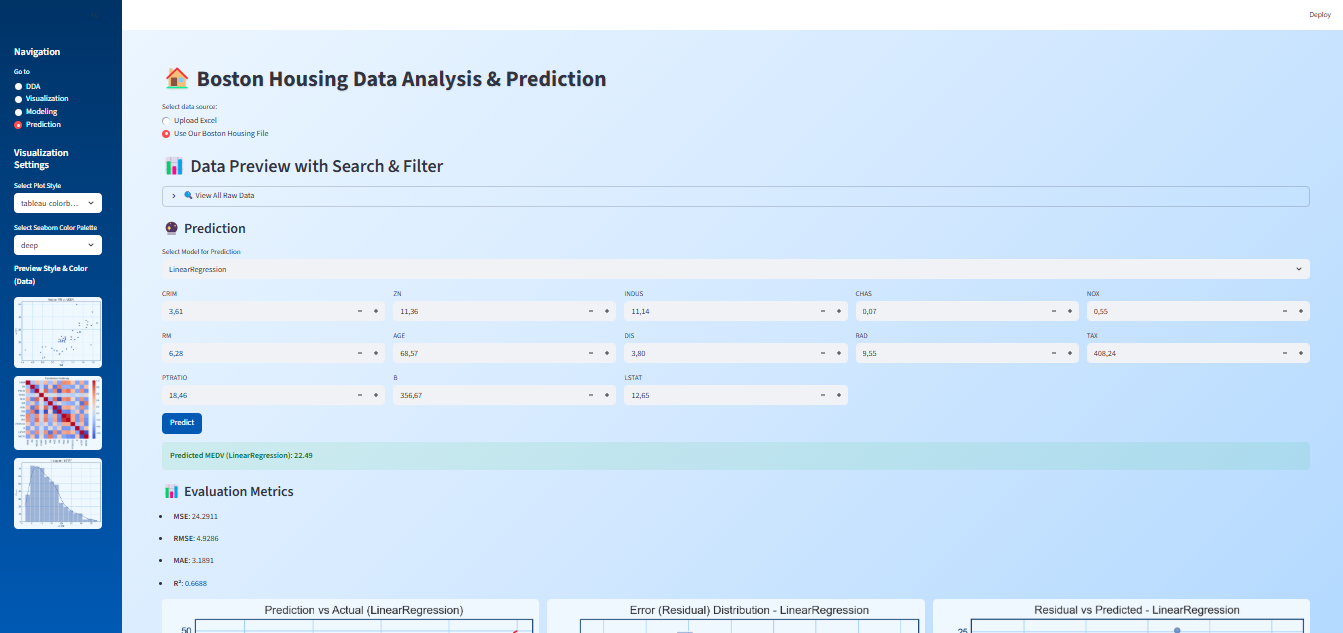 Deploy
Navigation
Go to
DDA
Visualization
Modeling
Prediction
Visualization
Settings
Select Plot Style
tableau-colorb...
Select Seaborn Color Palette
deep
Preview Style & Color
(Data)
Boston Housing Data Analysis & Prediction
Select data source:
Upload Excel
Use Our Boston Housing File
Data Preview with Search & Filter
View All Raw Data
Prediction
Select Model for Prediction
LinearRegression
CRIM ZN INDUS CHAS NOX
3,61 11,36 11,14 0,07 0,55
RM AGE DIS RAD TAX
6,28 68,57 3,80 9,55 408,24
PTRATIO B LSTAT
18,46 356,67 12,65
Predict
Predicted MEDV (LinearRegression): 22.49
Evaluation Metrics
MSE: 24.2911
RMSE: 4.9286
MAE: 3.1891
R²: 0.6688
Prediction vs Actual (LinearRegression)
50
Error (Residual) Distribution - LinearRegression
Residual vs Predicted - LinearRegression
25